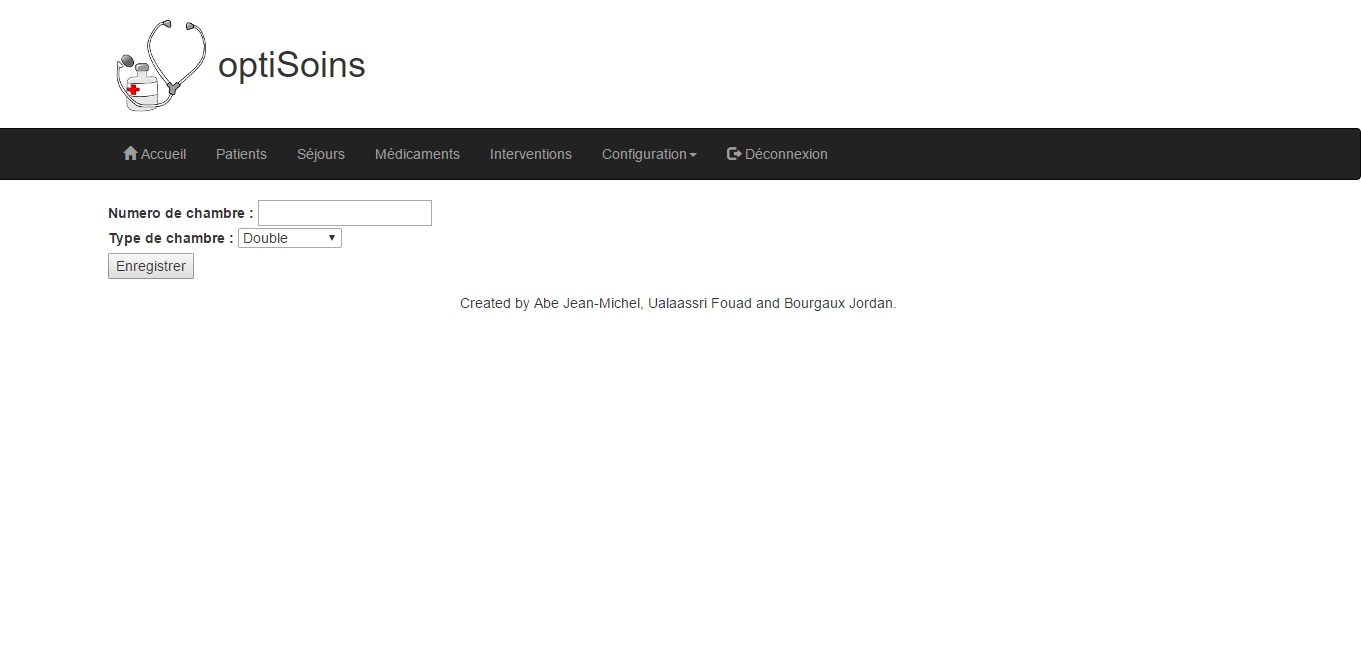 optiSoins
Accueil Patients Séjours Médicaments Interventions Configuration Déconnexion
Numero de chambre :
Type de chambre : Double
Enregistrer
Created by Abe Jean-Michel, Ualaassri Fouad and Bourgaux Jordan.